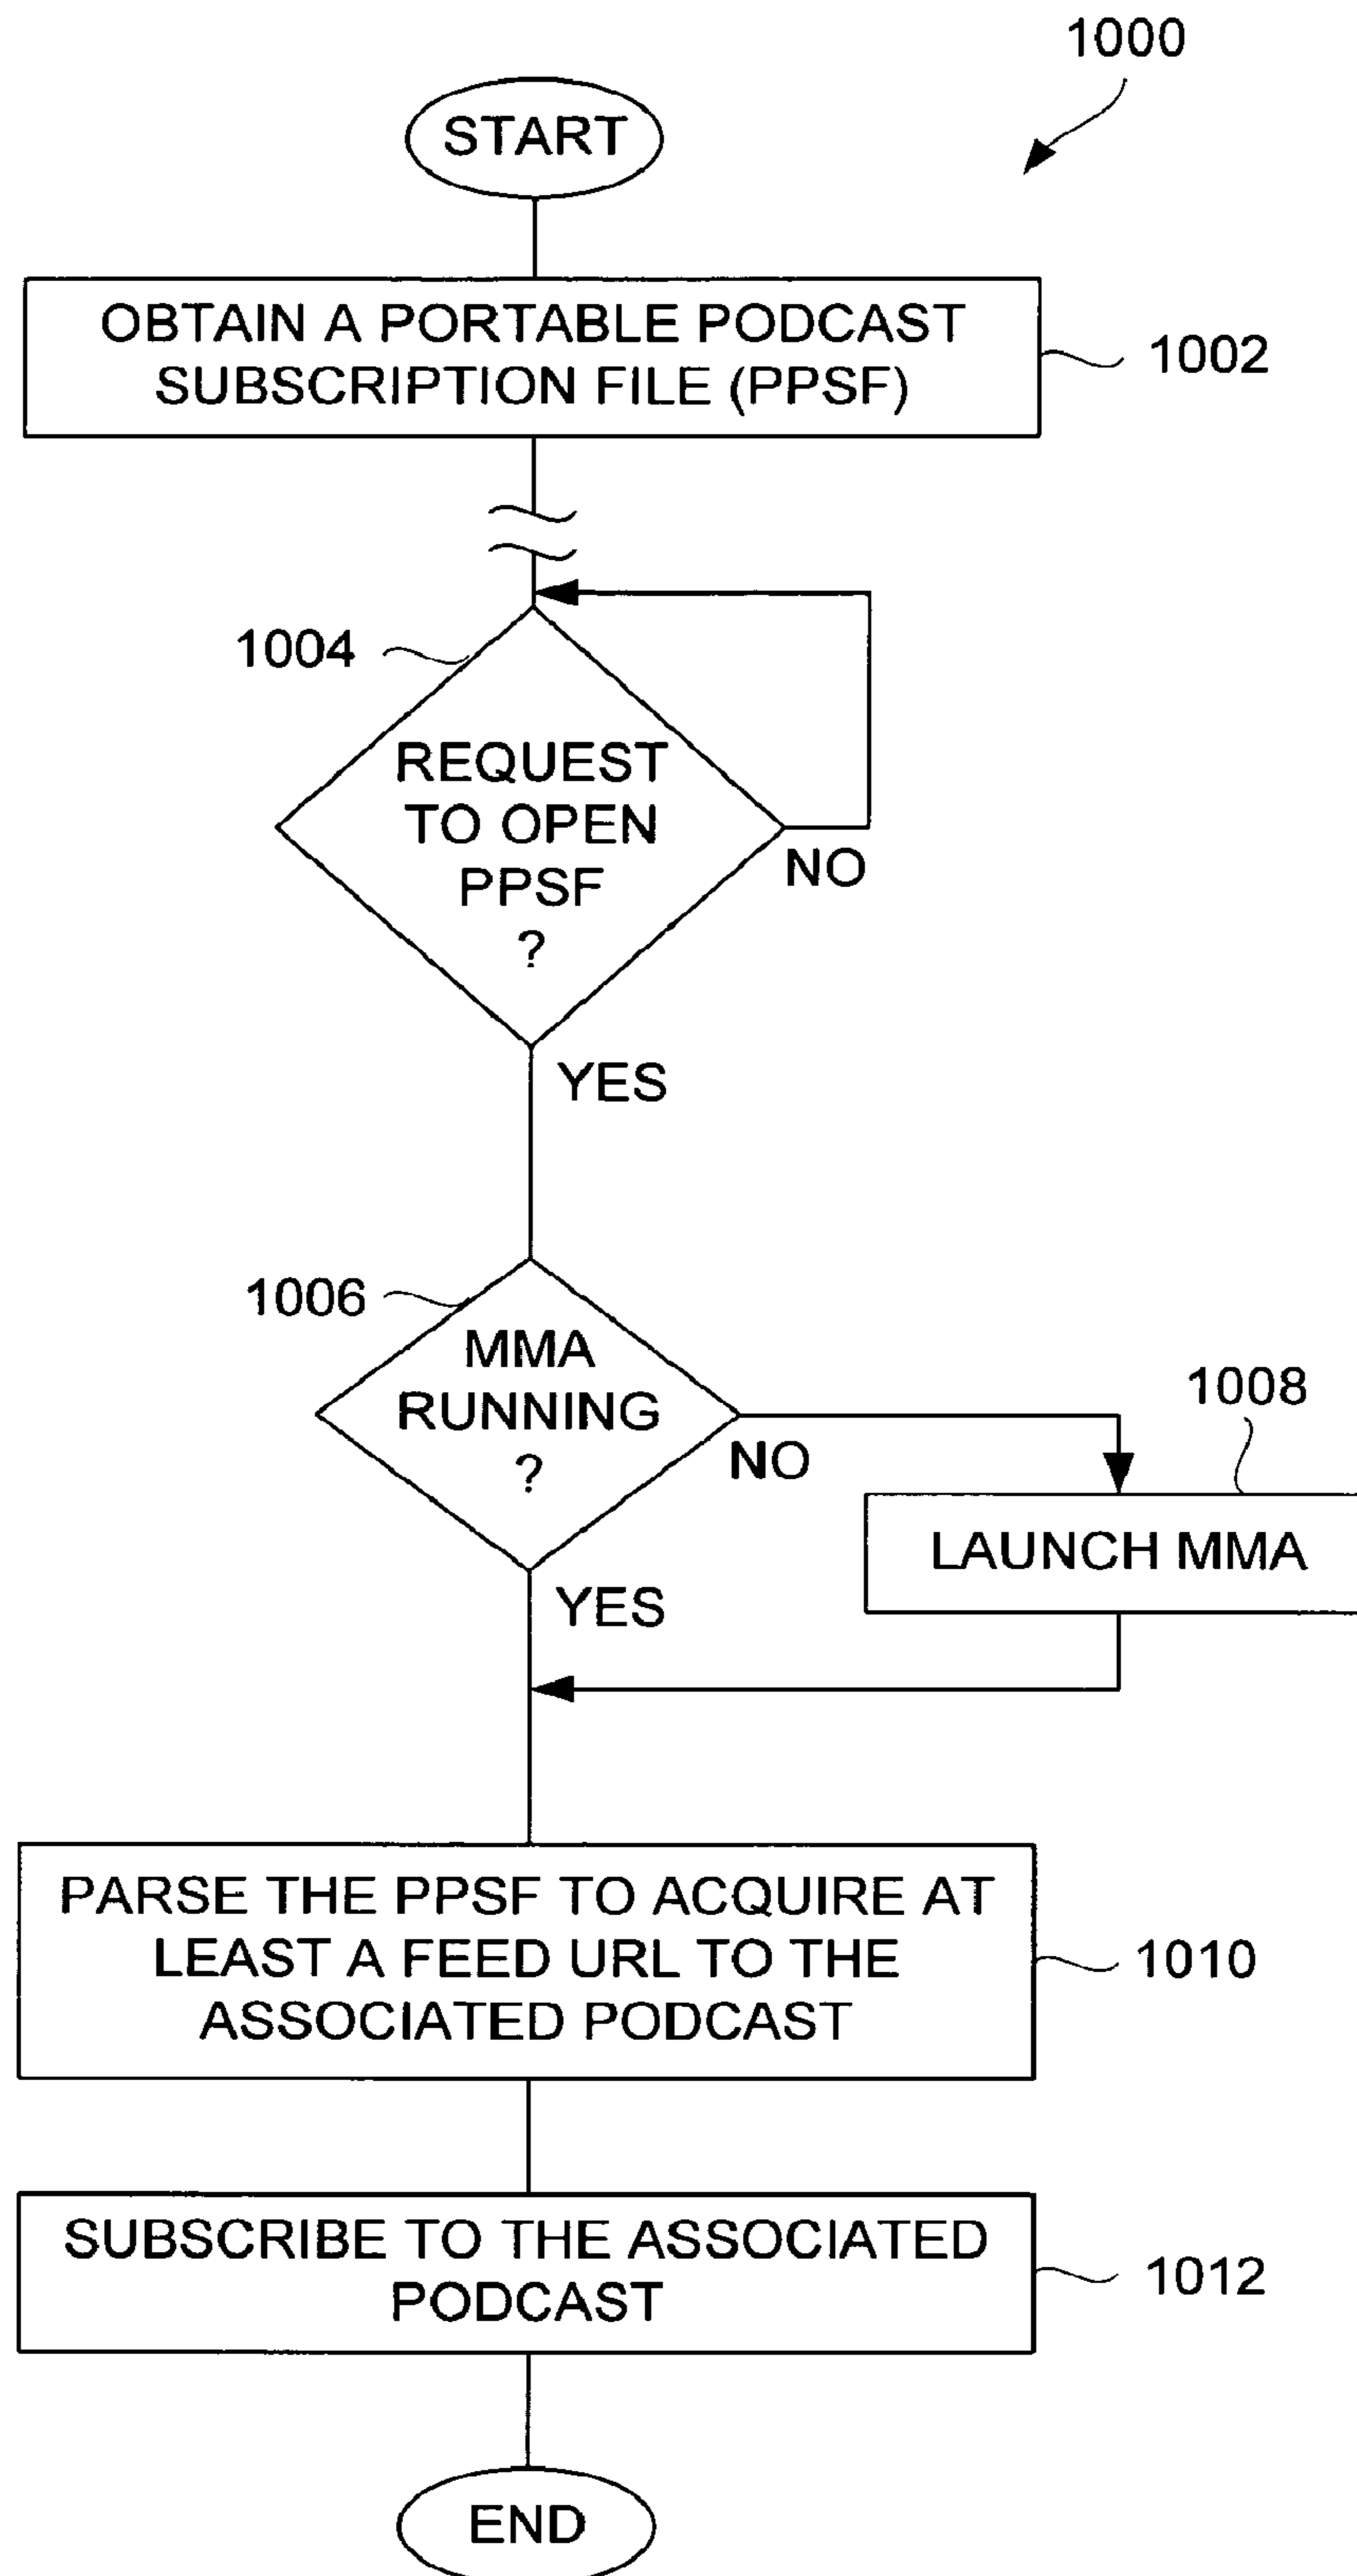 1000
START
OBTAIN A PORTABLE PODCAST
SUBSCRIPTION FILE (PPSF)
1002
1004
REQUEST
TO OPEN
PPSF
?
NO
YES
1006
MMA
RUNNING
?
NO
1008
LAUNCH MMA
YES
PARSE THE PPSF TO ACQUIRE AT
LEAST A FEED URL TO THE
ASSOCIATED PODCAST
1010
SUBSCRIBE TO THE ASSOCIATED
PODCAST
1012
END